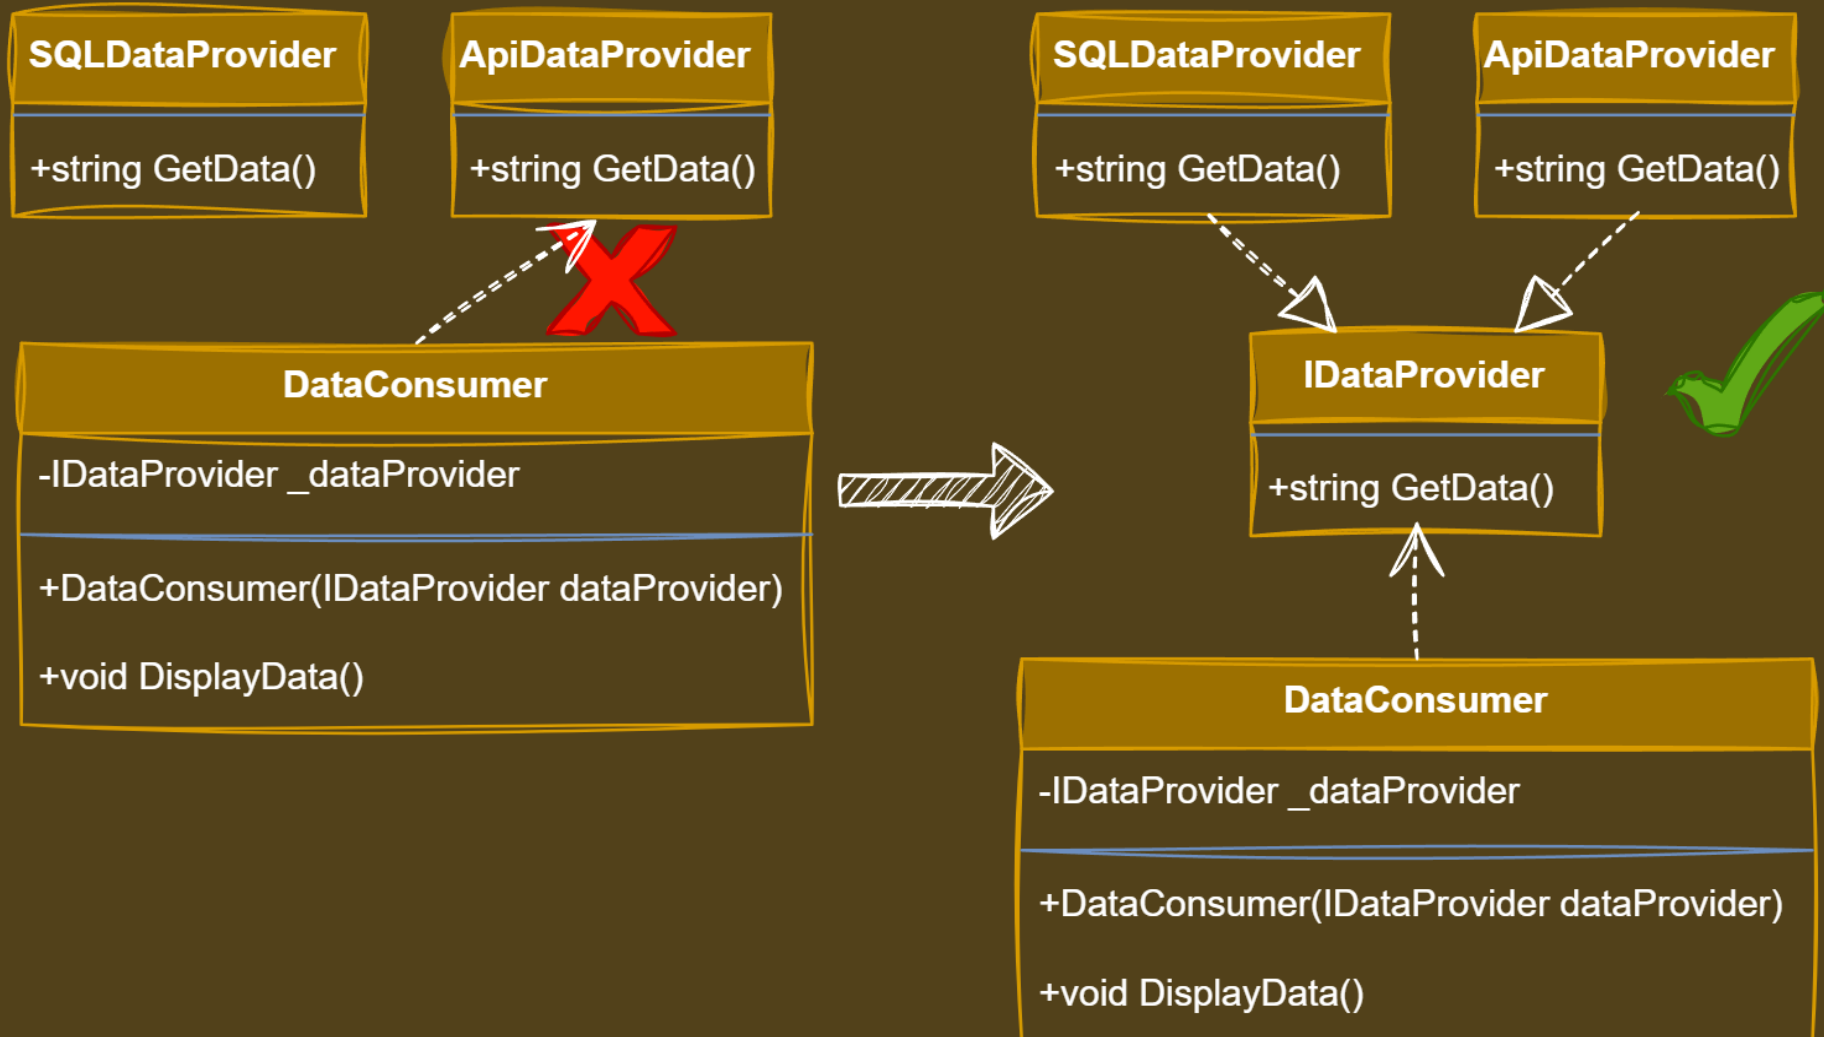 SQLDataProvider
+string GetData()
ApiDataProvider
+string GetData()
DataConsumer
-IDataProvider _dataProvider
+DataConsumer(IDataProvider dataProvider)
+void DisplayData()
SQLDataProvider
+string GetData()
ApiDataProvider
+string GetData()
IDataProvider
+string GetData()
DataConsumer
-IDataProvider _dataProvider
+DataConsumer(IDataProvider dataProvider)
+void DisplayData()